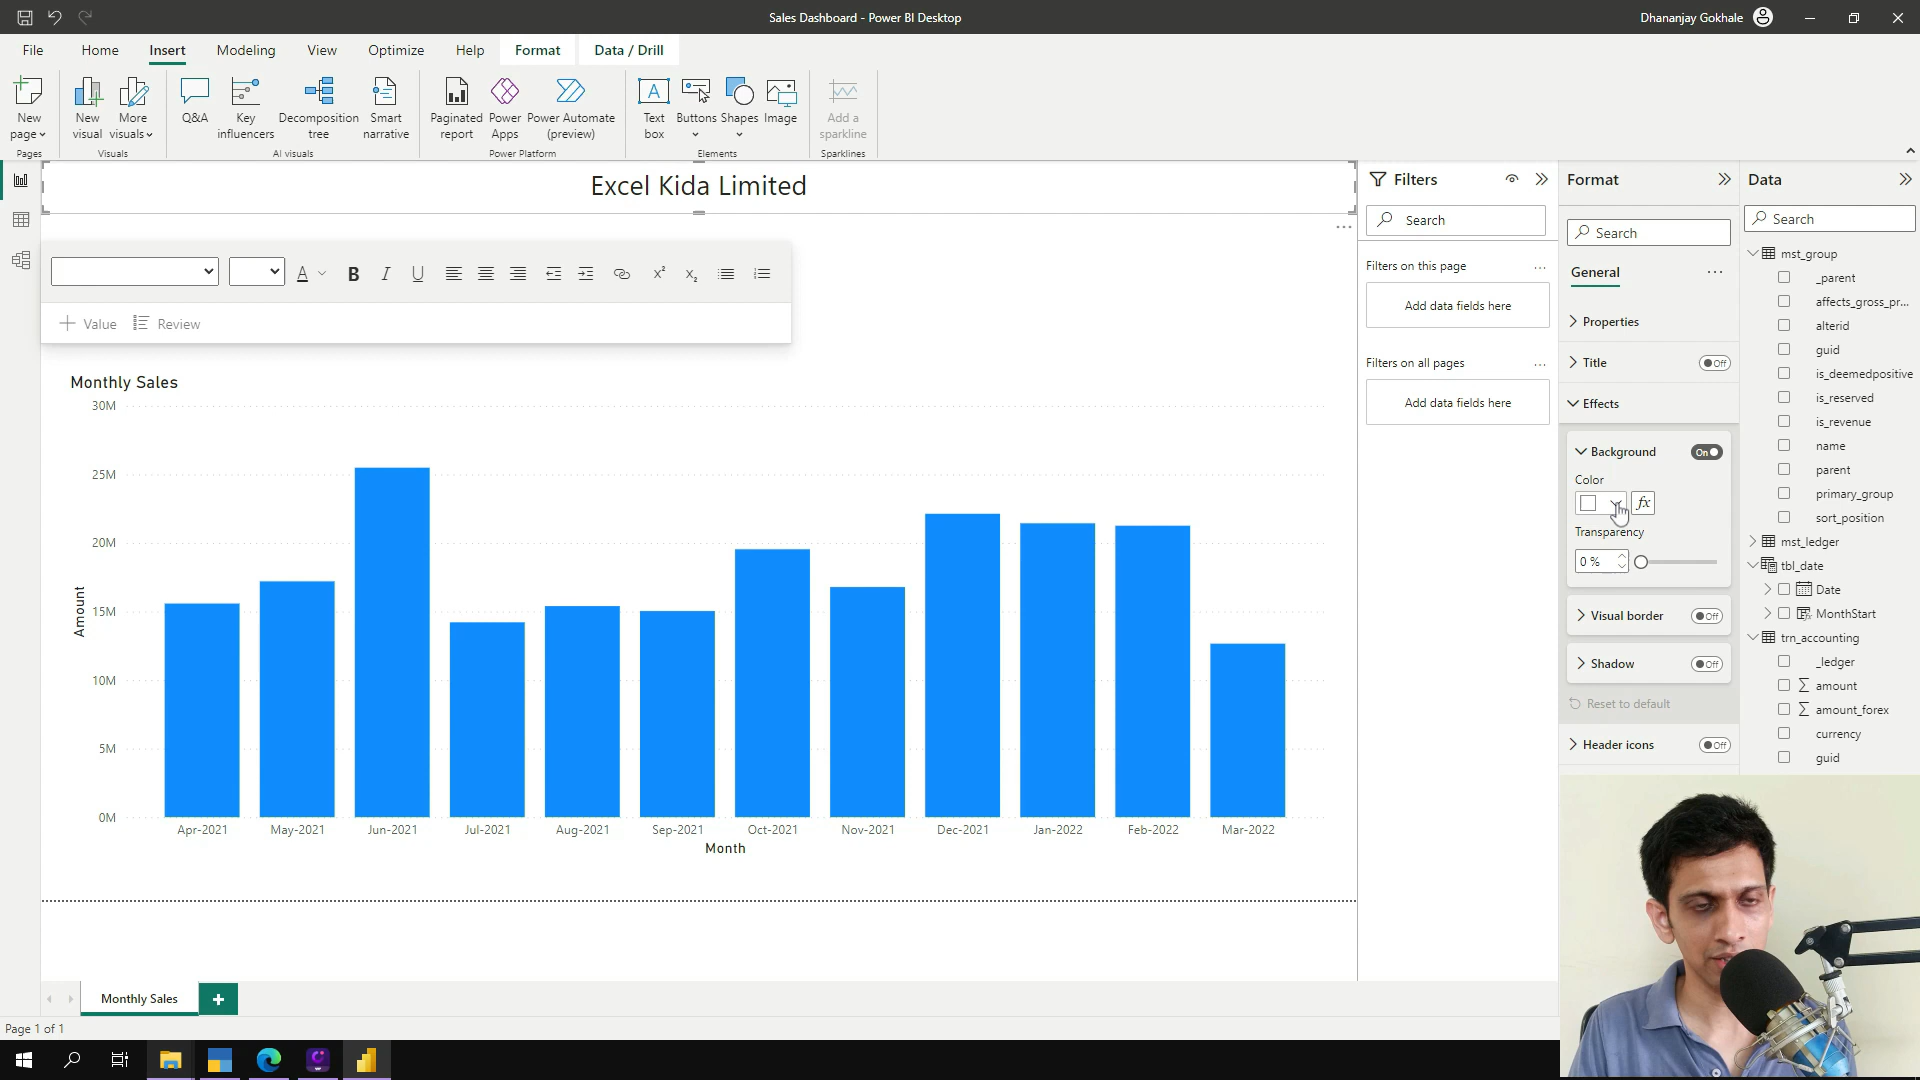 Sales Dashboard - Power BI Desktop
Dhananjay Gokhale
File Home Insert Modeling View Optimize Help Format Data / Drill
New page
New visual
More visuals
Q&A
Key influencers
Decomposition tree
Smart narrative
Paginated report
Power Apps
Power Automate (preview)
Text box
Buttons
Shapes
Image
Add a sparkline
Pages
Visuals
AI visuals
Power Platform
Elements
Sparklines
Excel Kida Limited
A B I U x² x₂
Value Review
Monthly Sales
30M
25M
20M
15M
10M
5M
0M
Amount
Apr-2021 May-2021 Jun-2021 Jul-2021 Aug-2021 Sep-2021 Oct-2021 Nov-2021 Dec-2021 Jan-2022 Feb-2022 Mar-2022
Month
Filters
Search
Filters on this page ...
Add data fields here
Filters on all pages ...
Add data fields here
Format
Search
General ...
Properties
Title Off
Effects
Background On
Color
fx
Transparency
0 %
Visual border Off
Shadow Off
Reset to default
Header icons Off
Data
Search
mst_group
_parent
affects_gross_pr...
alterid
guid
is_deemedpositive
is_reserved
is_revenue
name
parent
primary_group
sort_position
mst_ledger
tbl_date
Date
MonthStart
trn_accounting
_ledger
∑ amount
∑ amount_forex
currency
guid
Monthly Sales
+
Page 1 of 1